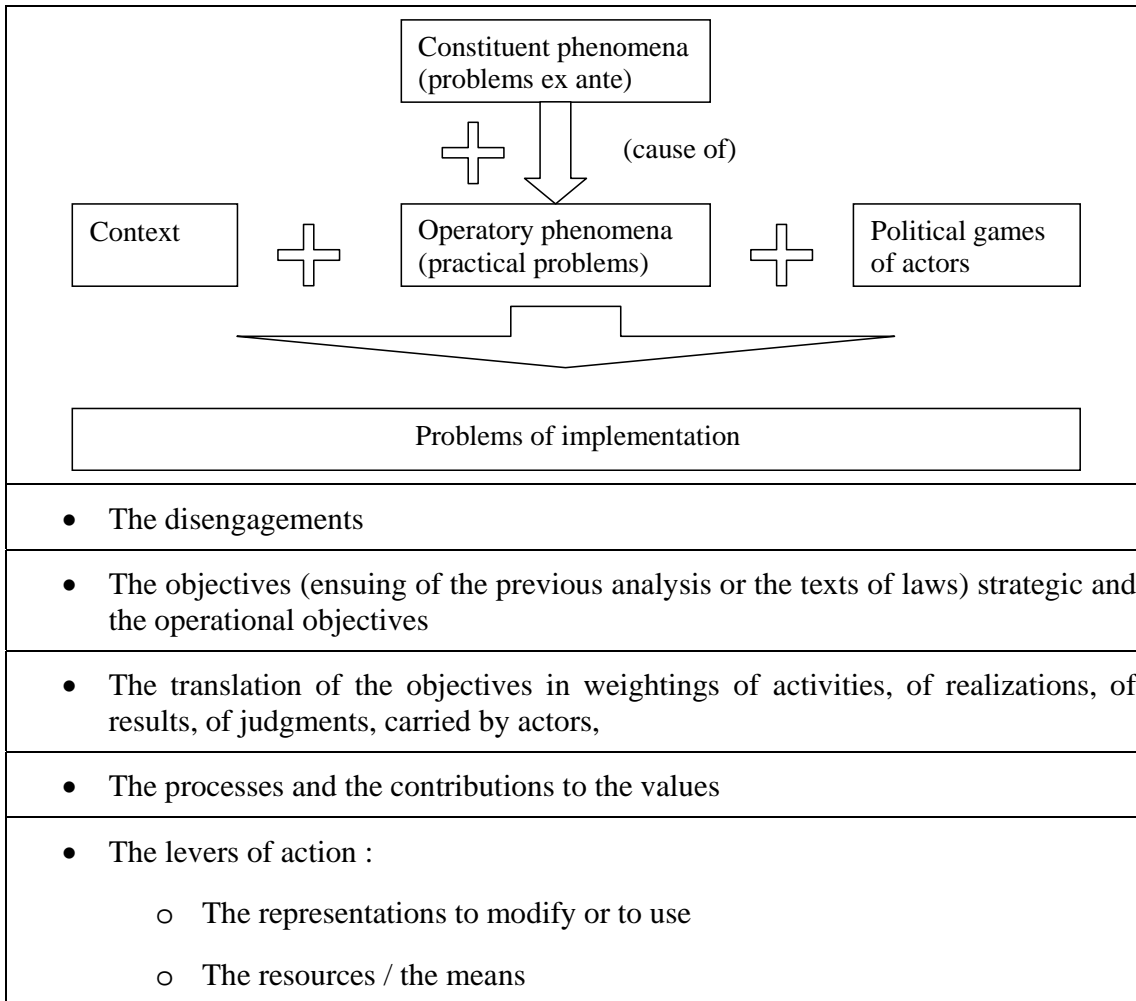 Constituent phenomena
(problems ex ante)
(cause of)
Context
Operatory phenomena
(practical problems)
Political games
of actors
Problems of implementation
• The disengagements
• The objectives (ensuing of the previous analysis or the texts of laws) strategic and
the operational objectives
• The translation of the objectives in weightings of activities, of realizations, of
results, of judgments, carried by actors,
• The processes and the contributions to the values
• The levers of action :
o The representations to modify or to use
o The resources / the means